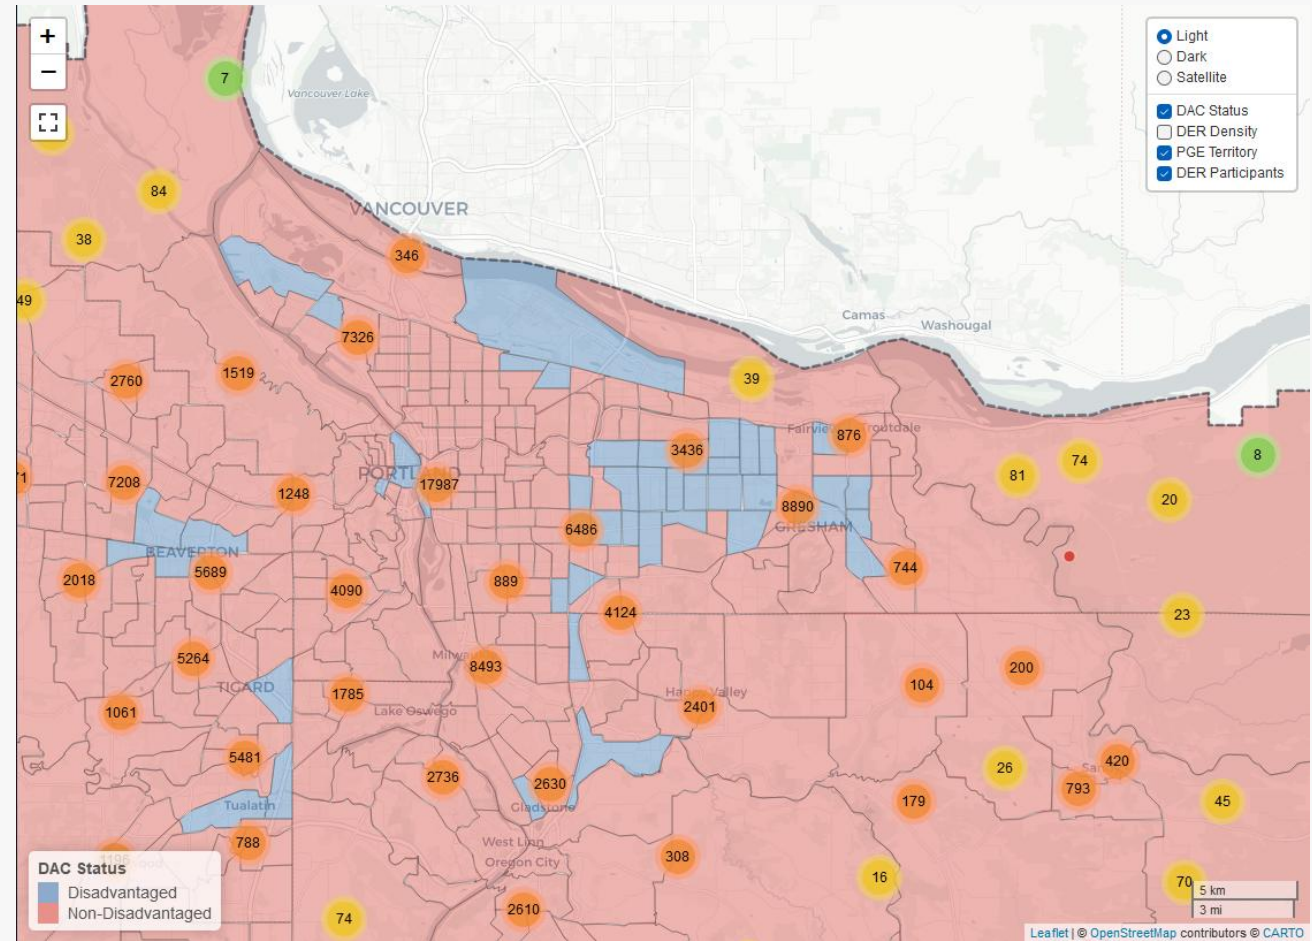 +
−
Light
Dark
Satellite
DAC Status
DER Density
PGE Territory
DER Participants
7
Vancouver Lake
84
VANCOUVER
38
346
49
Camas
Washougal
7326
1519
2760
39
Fairview
Troutdale
876
3436
8
74
81
71
PORTLAND
7208
17987
1248
20
8890
GRESHAM
6486
BEAVERTON
5689
744
2018
889
4090
4124
23
5264
Milwau
8493
200
TIGARD
104
1785
Happy Valley
2401
1061
Lake Oswego
5481
420
26
2736
2630
San
793
179
45
Tualatin
Gladstone
788
West Linn
Oregon City
308
1186
16
70
DAC Status
Disadvantaged
Non-Disadvantaged
5 km
3 mi
2610
74
Leaflet | © OpenStreetMap contributors © CARTO